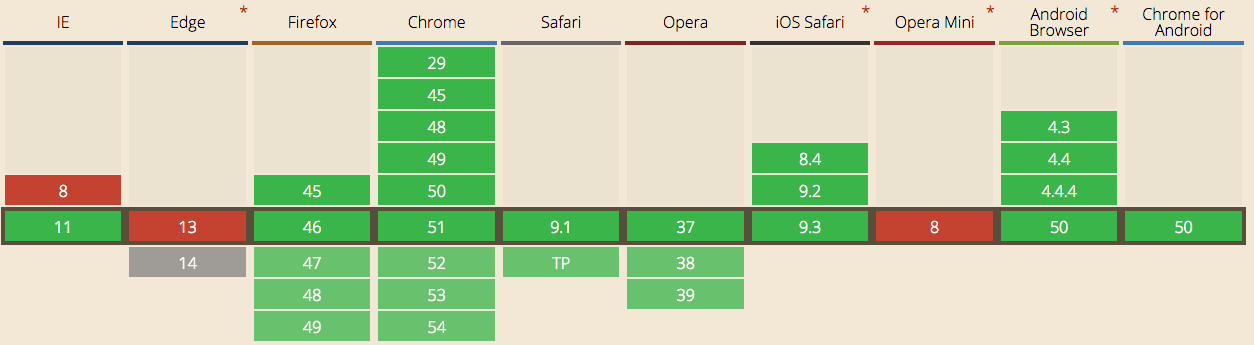 IE Edge * Firefox Chrome Safari Opera iOS Safari * Opera Mini * Android Browser * Chrome for Android
29
45
48 4.3
49 8.4 4.4
8 45 50 9.2 4.4.4
11 13 46 51 9.1 37 9.3 8 50 50
14 47 52 TP 38
48 53 39
49 54